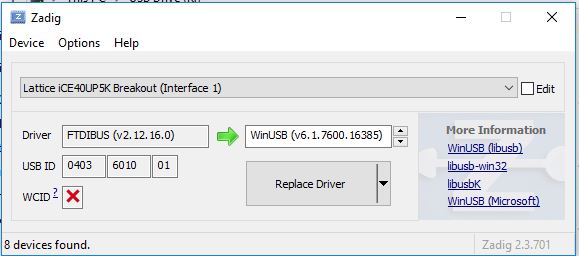 Zadig
Device Options Help
Lattice iCE40UP5K Breakout (Interface 1)
Edit
Driver FTDIBUS (v2.12.16.0) WinUSB (v6.1.7600.16385)
More Information
WinUSB (libusb)
libusb-win32
libusbK
WinUSB (Microsoft)
USB ID 0403 6010 01
WCID ?
Replace Driver
8 devices found.
Zadig 2.3.701